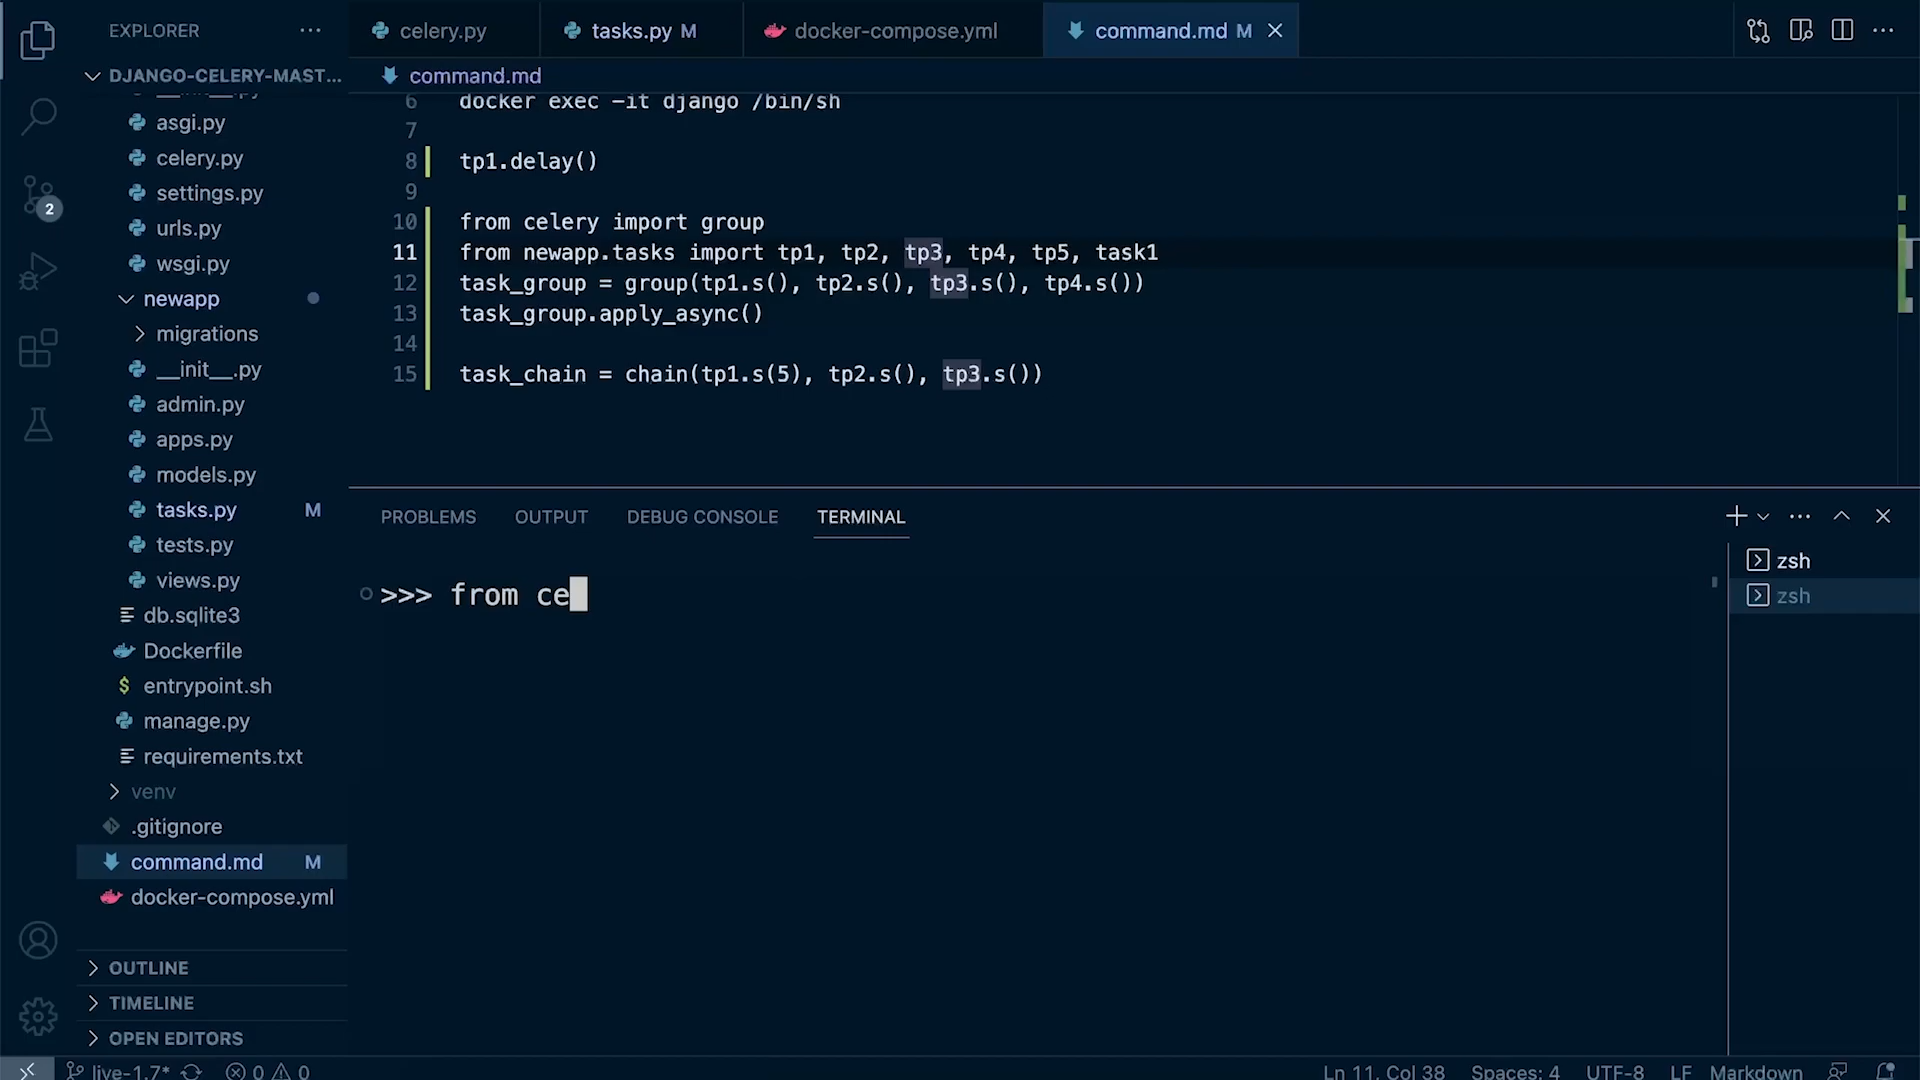 EXPLORER
DJANGO-CELERY-MAST...
asgi.py
celery.py
settings.py
urls.py
wsgi.py
newapp
migrations
__init__.py
admin.py
apps.py
models.py
tasks.py M
tests.py
views.py
db.sqlite3
Dockerfile
entrypoint.sh
manage.py
requirements.txt
venv
.gitignore
command.md M
docker-compose.yml
OUTLINE
TIMELINE
OPEN EDITORS
2
celery.py
tasks.py M
docker-compose.yml
command.md M
command.md
6 docker exec -it django /bin/sh
7
8 tp1.delay()
9
10 from celery import group
11 from newapp.tasks import tp1, tp2, tp3, tp4, tp5, task1
12 task_group = group(tp1.s(), tp2.s(), tp3.s(), tp4.s())
13 task_group.apply_async()
14
15 task_chain = chain(tp1.s(5), tp2.s(), tp3.s())
PROBLEMS OUTPUT DEBUG CONSOLE TERMINAL
>>> from ce
zsh
zsh
live-1.7* 0 0 Ln 11, Col 38 Spaces: 4 UTF-8 LF Markdown